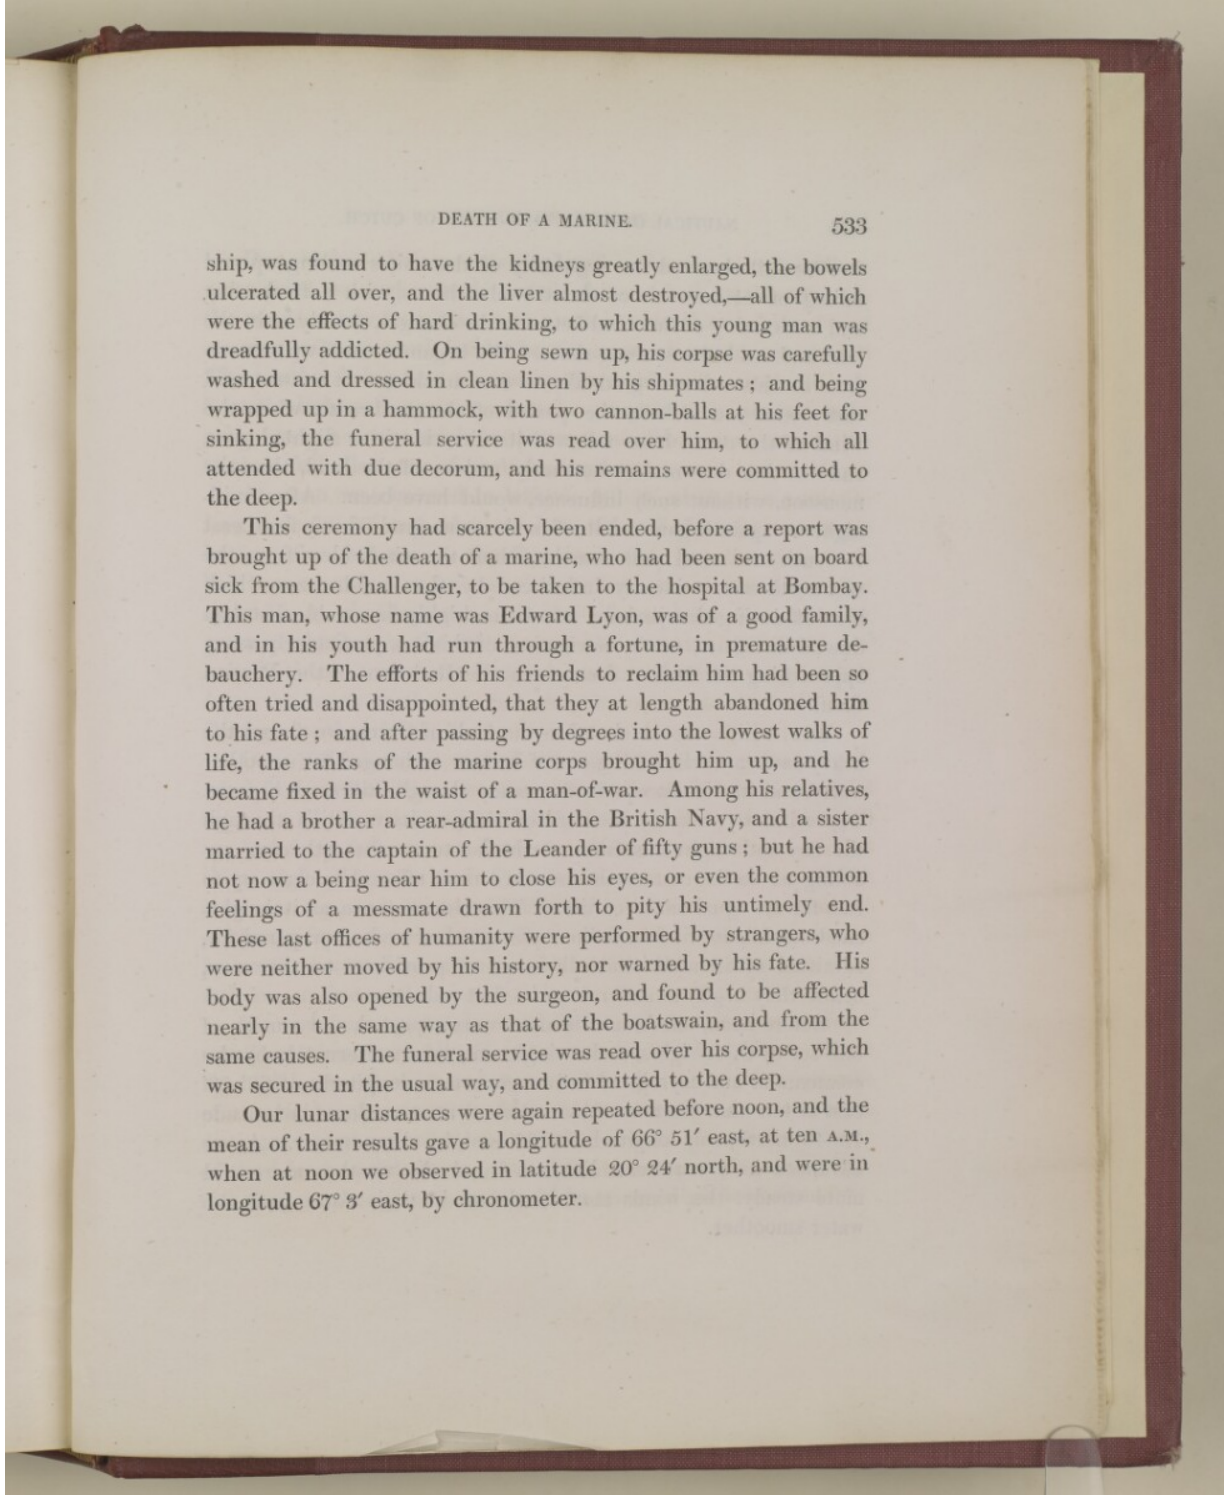 DEATH OF A MARINE. 533
ship, was found to have the kidneys greatly enlarged, the bowels
ulcerated all over, and the liver almost destroyed,—all of which
were the effects of hard drinking, to which this young man was
dreadfully addicted. On being sewn up, his corpse was carefully
washed and dressed in clean linen by his shipmates; and being
wrapped up in a hammock, with two cannon-balls at his feet for
sinking, the funeral service was read over him, to which all
attended with due decorum, and his remains were committed to
the deep.
This ceremony had scarcely been ended, before a report was
brought up of the death of a marine, who had been sent on board
sick from the Challenger, to be taken to the hospital at Bombay.
This man, whose name was Edward Lyon, was of a good family,
and in his youth had run through a fortune, in premature de-
bauchery. The efforts of his friends to reclaim him had been so
often tried and disappointed, that they at length abandoned him
to his fate; and after passing by degrees into the lowest walks of
life, the ranks of the marine corps brought him up, and he
became fixed in the waist of a man-of-war. Among his relatives,
he had a brother a rear-admiral in the British Navy, and a sister
married to the captain of the Leander of fifty guns; but he had
not now a being near him to close his eyes, or even the common
feelings of a messmate drawn forth to pity his untimely end.
These last offices of humanity were performed by strangers, who
were neither moved by his history, nor warned by his fate. His
body was also opened by the surgeon, and found to be affected
nearly in the same way as that of the boatswain, and from the
same causes. The funeral service was read over his corpse, which
was secured in the usual way, and committed to the deep.
Our lunar distances were again repeated before noon, and the
mean of their results gave a longitude of 66° 51′ east, at ten A.M.,
when at noon we observed in latitude 20° 24′ north, and were in
longitude 67° 3′ east, by chronometer.